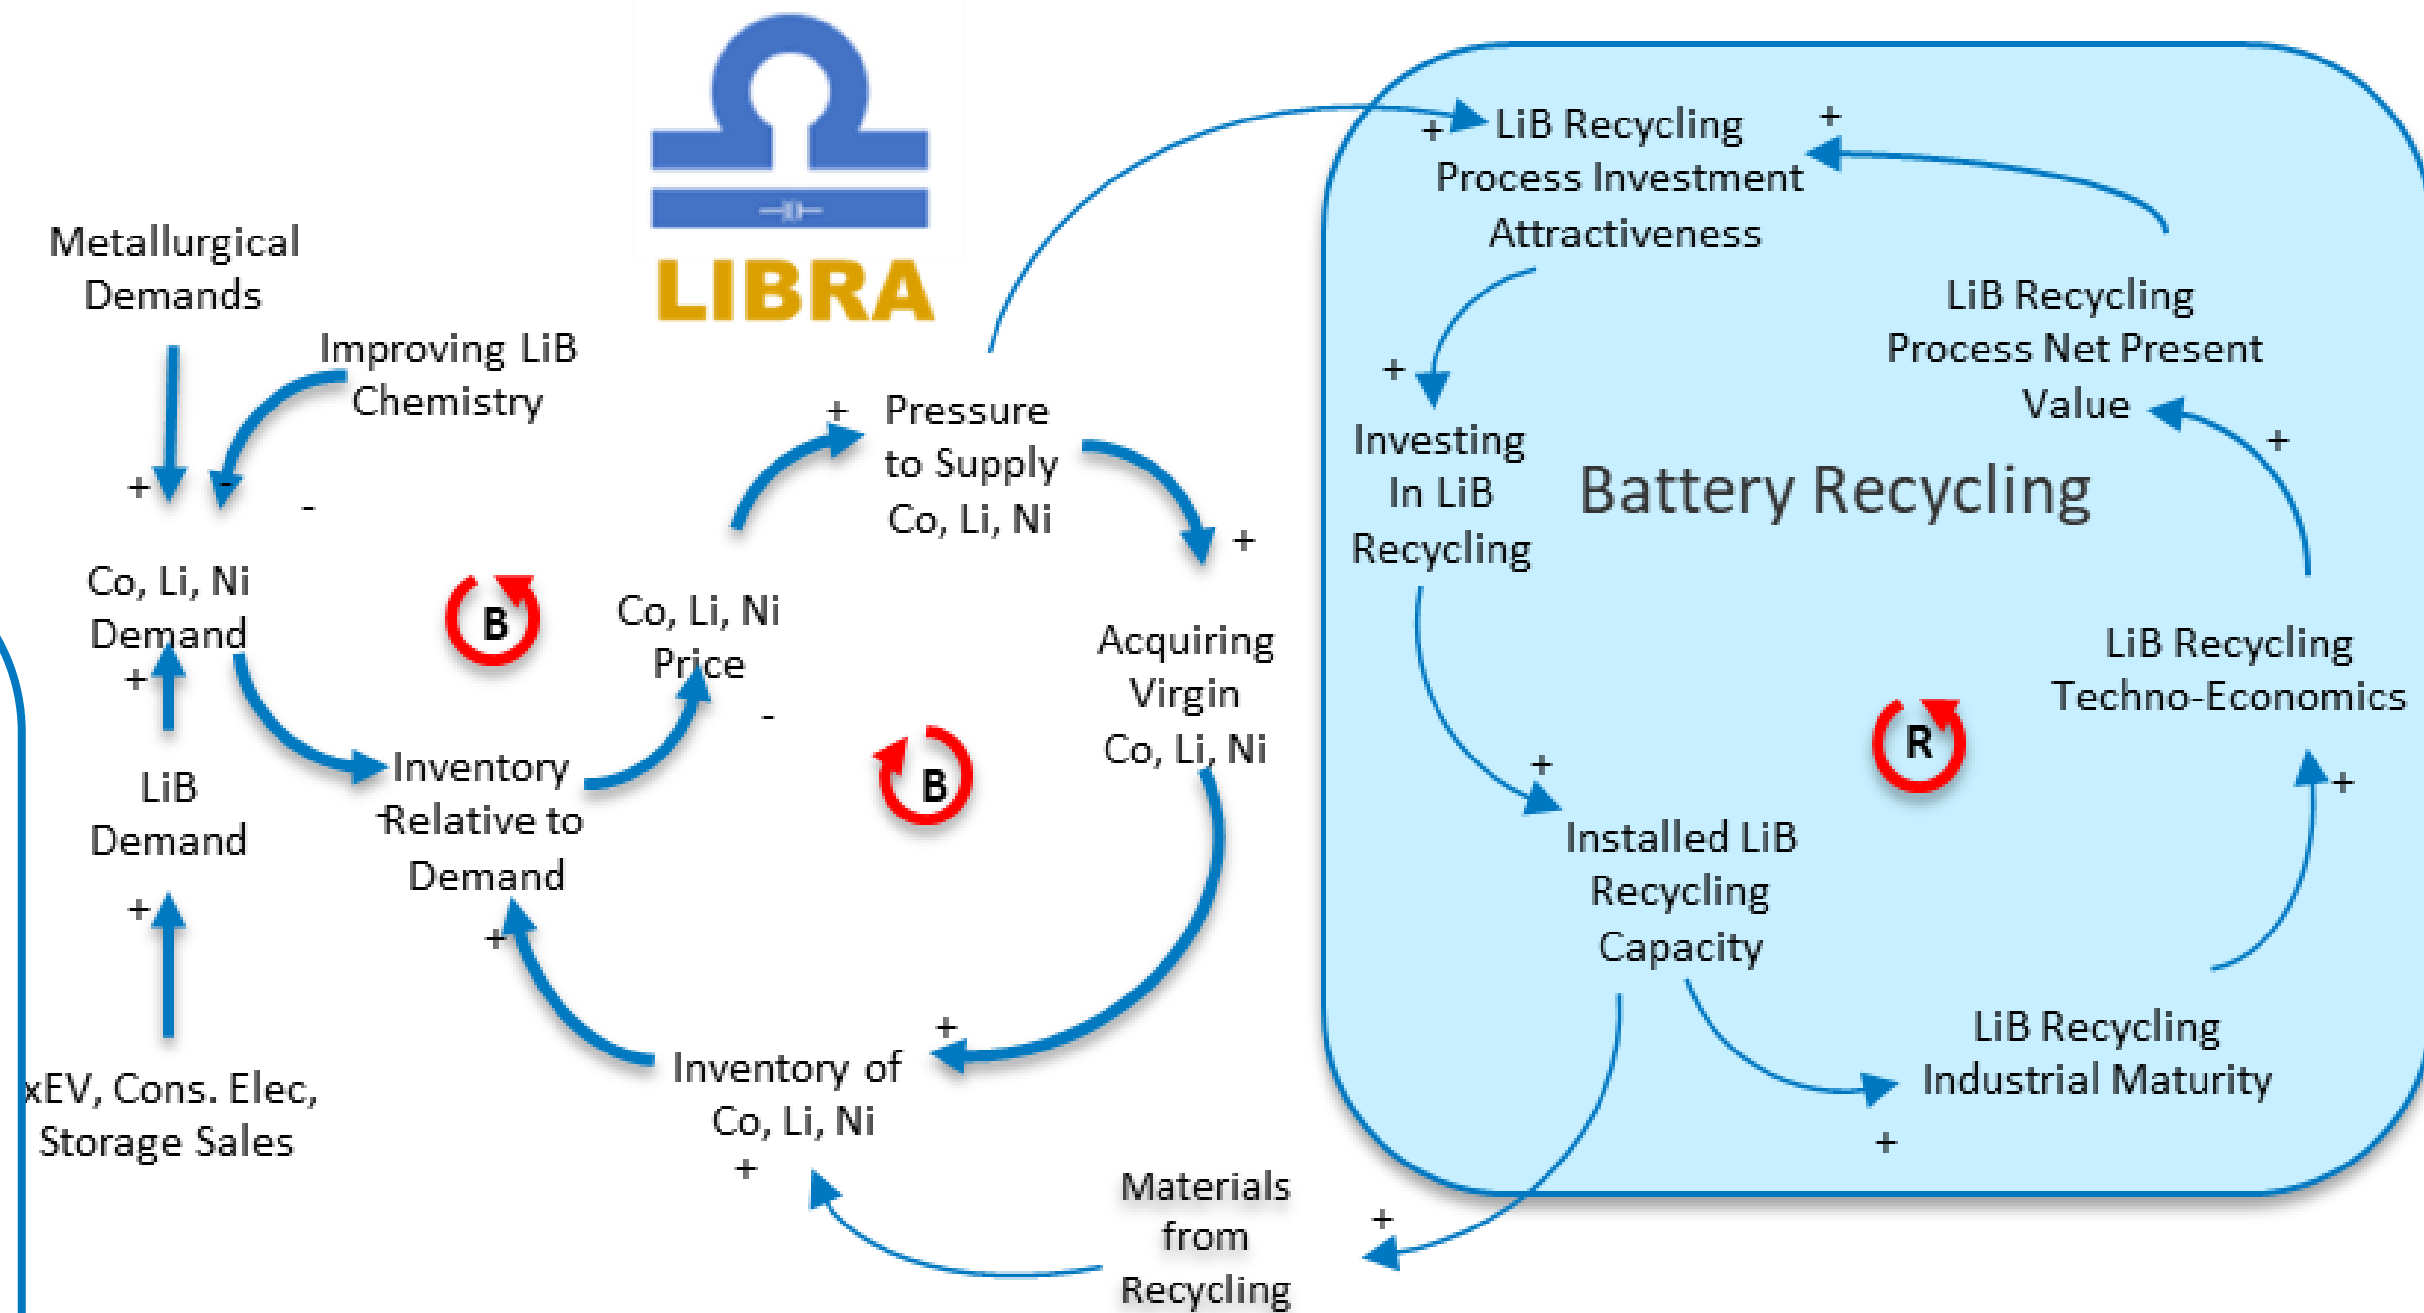 LIBRA
Metallurgical
Demands
+
Improving LiB
Chemistry
-
-
Co, Li, Ni
Demand
+
LiB
Demand
+
xEV, Cons. Elec,
Storage Sales
B
Co, Li, Ni
Price
-
Inventory
-Relative to
Demand
+
+
Pressure
to Supply
Co, Li, Ni
+
Acquiring
Virgin
Co, Li, Ni
B
+
Inventory of
Co, Li, Ni
+
Materials
from
Recycling
+
+
LiB Recycling
+
Process Investment
Attractiveness
+
Investing
In LiB
Recycling
Battery Recycling
LiB Recycling
Process Net Present
Value
+
LiB Recycling
Techno-Economics
R
+
+
Installed LiB
Recycling
Capacity
LiB Recycling
Industrial Maturity
+